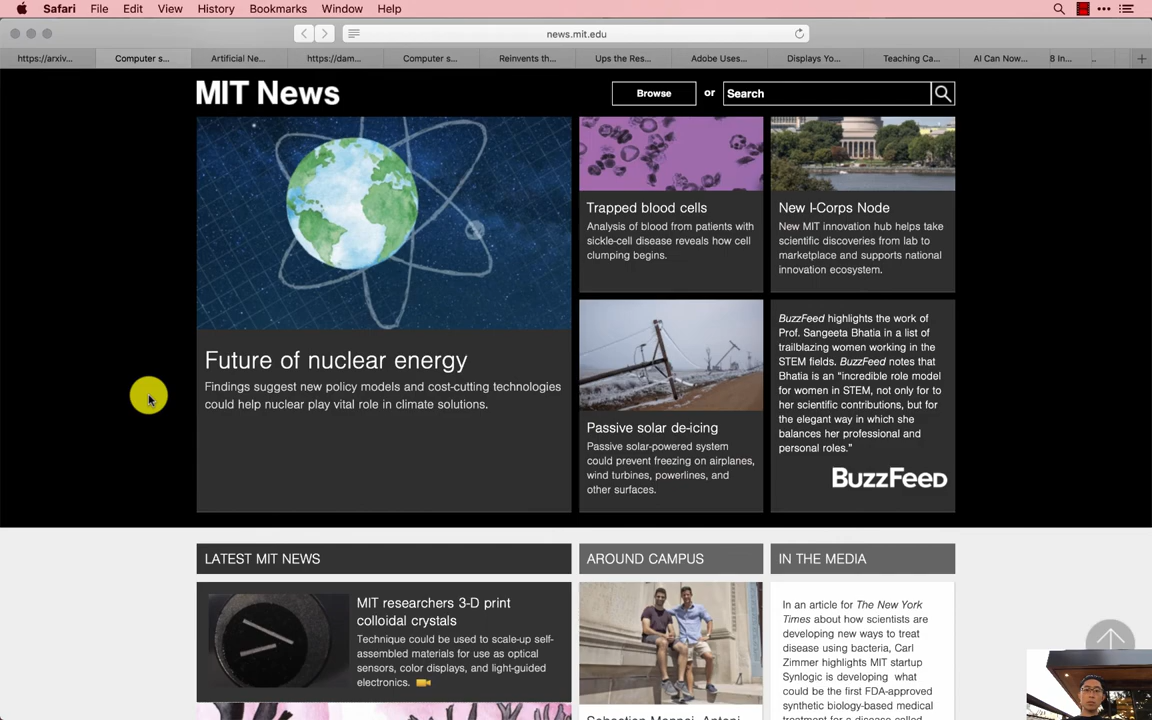 Safari File Edit View History Bookmarks Window Help
news.mit.edu
https://arxiv... Computer s... Artificial Ne... https://dam... Computer s... Reinvents th... Ups the Res... Adobe Uses... Displays Yo... Teaching Ca... AI Can Now... 8 In...
MIT News
Browse or Search
Future of nuclear energy
Findings suggest new policy models and cost-cutting technologies
could help nuclear play vital role in climate solutions.
Trapped blood cells
Analysis of blood from patients with
sickle-cell disease reveals how cell
clumping begins.
New I-Corps Node
New MIT innovation hub helps take
scientific discoveries from lab to
marketplace and supports national
innovation ecosystem.
Passive solar de-icing
Passive solar-powered system
could prevent freezing on airplanes,
wind turbines, powerlines, and
other surfaces.
BuzzFeed highlights the work of
Prof. Sangeeta Bhatia in a list of
trailblazing women working in the
STEM fields. BuzzFeed notes that
Bhatia is an “incredible role model
for women in STEM, not only for to
her scientific contributions, but for
the elegant way in which she
balances her professional and
personal roles.”
BuzzFeed
LATEST MIT NEWS
MIT researchers 3-D print
colloidal crystals
Technique could be used to scale-up self-
assembled materials for use as optical
sensors, color displays, and light-guided
electronics.
AROUND CAMPUS
IN THE MEDIA
In an article for The New York
Times about how scientists are
developing new ways to treat
disease using bacteria, Carl
Zimmer highlights MIT startup
Synlogic is developing what
could be the first FDA-approved
synthetic biology-based